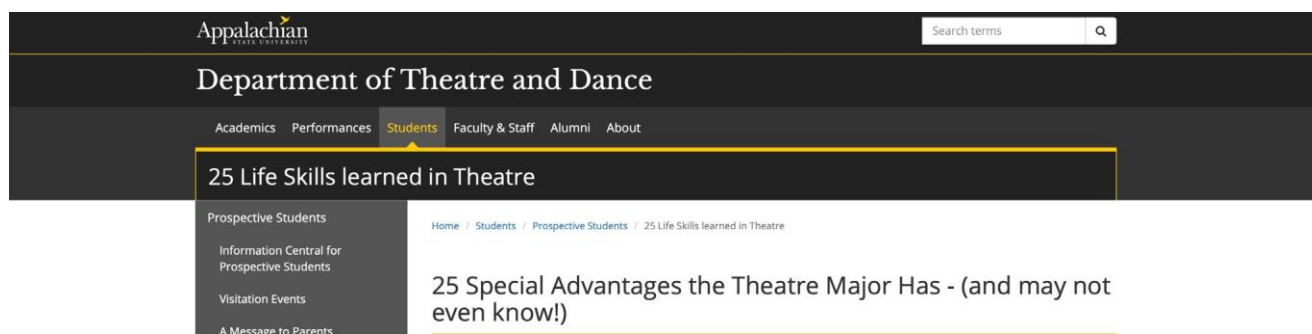 Appalachian
STATE UNIVERSITY
Search terms
Department of Theatre and Dance
Academics Performances Students Faculty & Staff Alumni About
25 Life Skills learned in Theatre
Prospective Students
Information Central for
Prospective Students
Visitation Events
A Message to Parents
Home / Students / Prospective Students / 25 Life Skills learned in Theatre
25 Special Advantages the Theatre Major Has - (and may not
even know!)